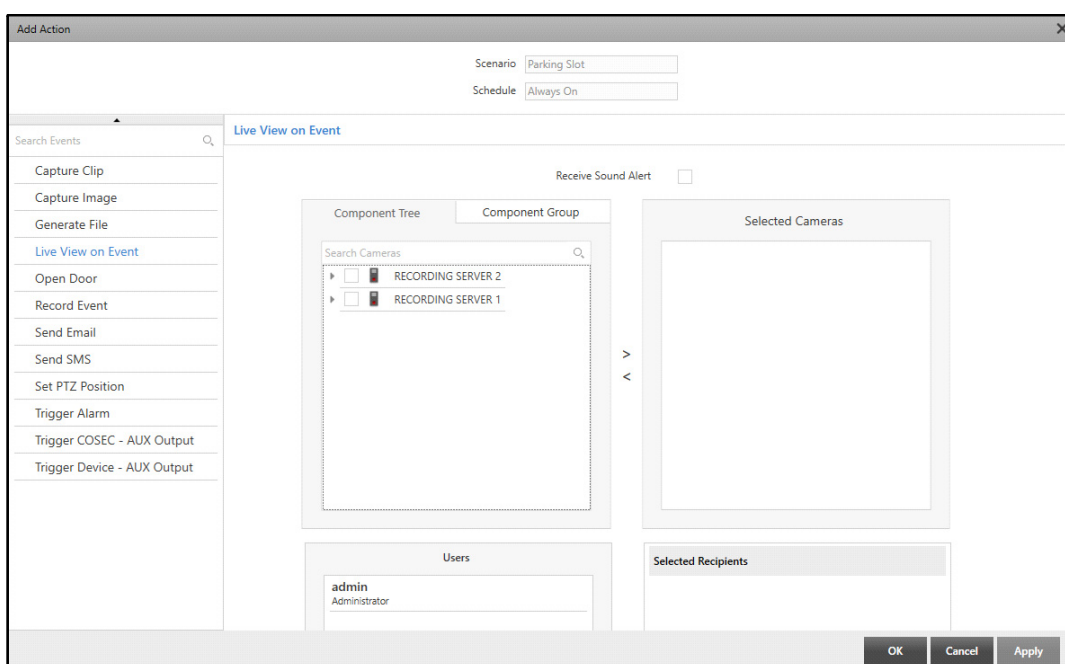 Add Action
Scenario Parking Slot
Schedule Always On
Search Events
Capture Clip
Capture Image
Generate File
Live View on Event
Open Door
Record Event
Send Email
Send SMS
Set PTZ Position
Trigger Alarm
Trigger COSEC - AUX Output
Trigger Device - AUX Output
Live View on Event
Receive Sound Alert
Component Tree Component Group
Search Cameras
RECORDING SERVER 2
RECORDING SERVER 1
>
<
Selected Cameras
Users
admin
Administrator
Selected Recipients
OK Cancel Apply